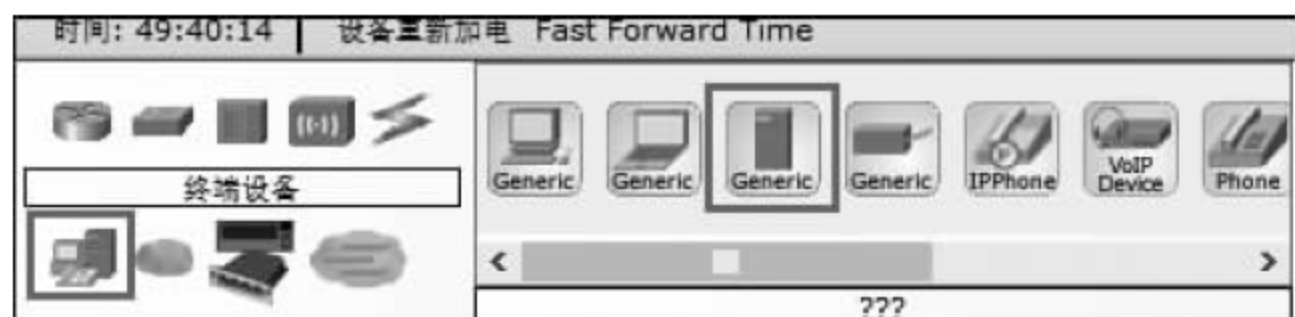 时间: 49:40:14 设备重新加电 Fast Forward Time
终端设备
Generic Generic Generic Generic IPPhone VoIP Device Phone
???